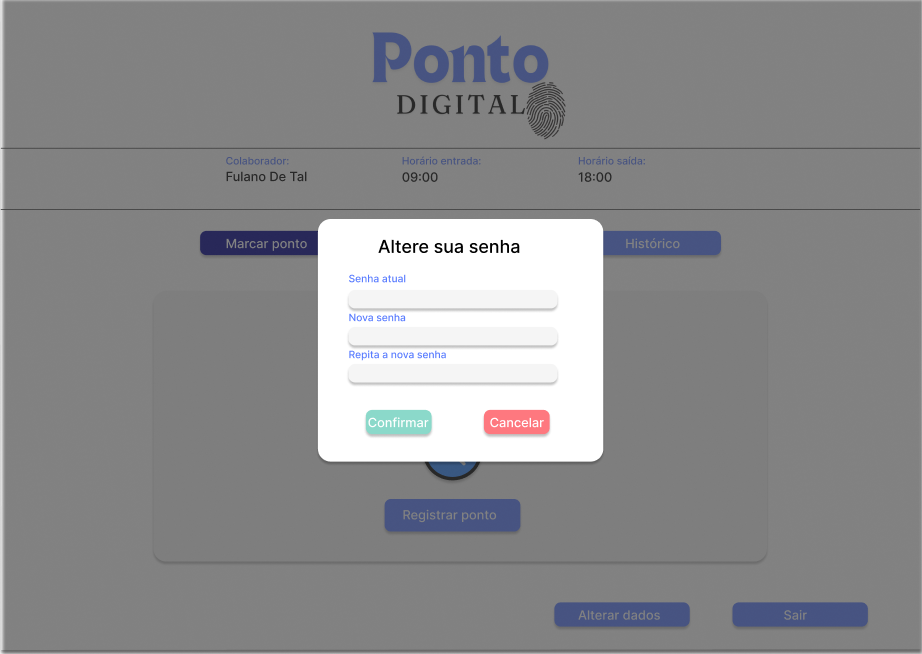 Ponto
DIGITAL
Colaborador:
Horário entrada:
Horário saída:
Fulano De Tal
09:00
18:00
Marcar ponto
Histórico
Altere sua senha
Senha atual
Nova senha
Repita a nova senha
Confirmar
Cancelar
Registrar ponto
Alterar dados
Sair